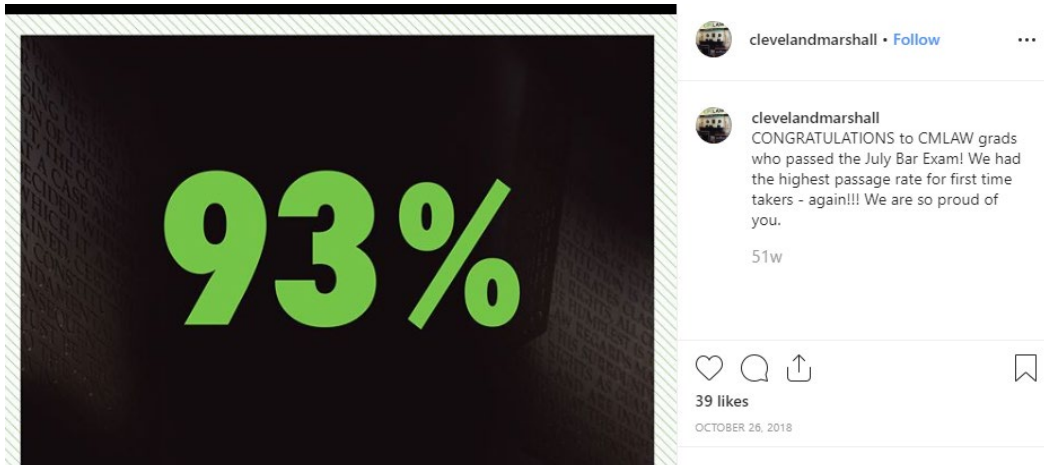 93%
clevelandmarshall • Follow
clevelandmarshall
CONGRATULATIONS to CMLAW grads
who passed the July Bar Exam! We had
the highest passage rate for first time
takers - again!!! We are so proud of
you.
51w
39 likes
OCTOBER 26, 2018